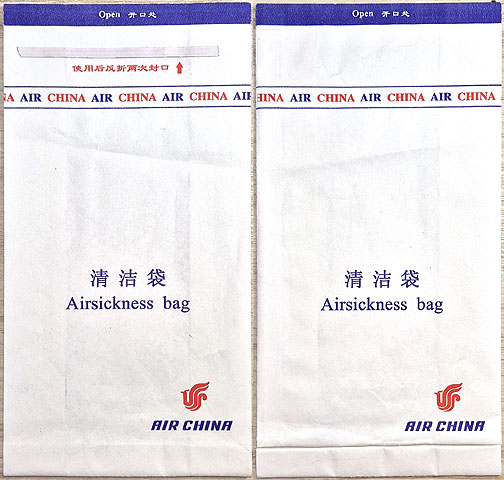 Open 开口处
使用后反折两次封口
NA AIR CHINA AIR CHINA AIR CHINA AIR
清洁袋
Airsickness bag
AIR CHINA
Open 开口处
CHINA AIR CHINA AIR CHINA AIR CHINA
清洁袋
Airsickness bag
AIR CHINA